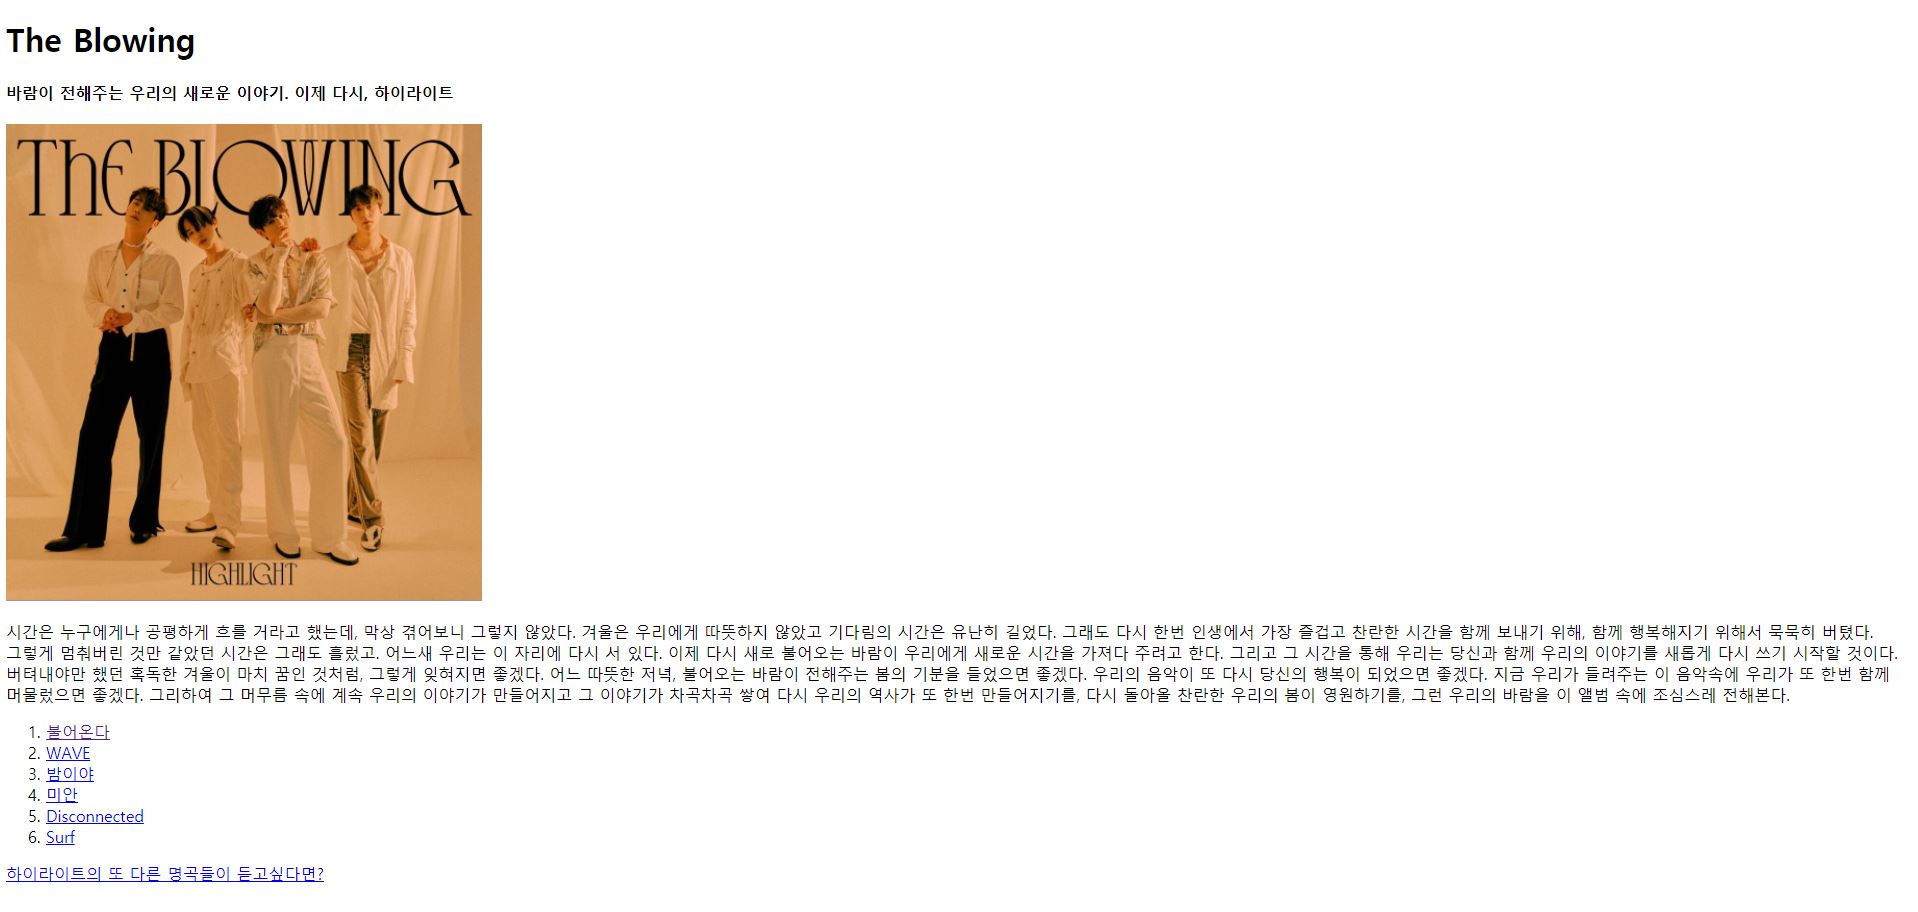 The Blowing
바람이 전해주는 우리의 새로운 이야기. 이제 다시, 하이라이트
THE BLOWING
HIGHLIGHT
시간은 누구에게나 공평하게 흐를 거라고 했는데, 막상 겪어보니 그렇지 않았다. 겨울은 우리에게 따뜻하지 않았고 기다림의 시간은 유난히 길었다. 그래도 다시 한번 인생에서 가장 즐겁고 찬란한 시간을 함께 보내기 위해, 함께 행복해지기 위해서 묵묵히 버텼다.
그렇게 멈춰버린 것만 같았던 시간은 그래도 흘렀고. 어느새 우리는 이 자리에 다시 서 있다. 이제 다시 새로 불어오는 바람이 우리에게 새로운 시간을 가져다 주려고 한다. 그리고 그 시간을 통해 우리는 당신과 함께 우리의 이야기를 새롭게 다시 쓰기 시작할 것이다.
버텨내야만 했던 혹독한 겨울이 마치 꿈인 것처럼, 그렇게 잊혀지면 좋겠다. 어느 따뜻한 저녁, 불어오는 바람이 전해주는 봄의 기분을 들었으면 좋겠다. 우리의 음악이 또 다시 당신의 행복이 되었으면 좋겠다. 지금 우리가 들려주는 이 음악속에 우리가 또 한번 함께
머물렀으면 좋겠다. 그리하여 그 머무름 속에 계속 우리의 이야기가 만들어지고 그 이야기가 차곡차곡 쌓여 다시 우리의 역사가 또 한번 만들어지기를, 다시 돌아올 찬란한 우리의 봄이 영원하기를, 그런 우리의 바람을 이 앨범 속에 조심스레 전해본다.
1. 불어온다
2. WAVE
3. 밤이야
4. 미안
5. Disconnected
6. Surf
하이라이트의 또 다른 명곡들이 듣고싶다면?